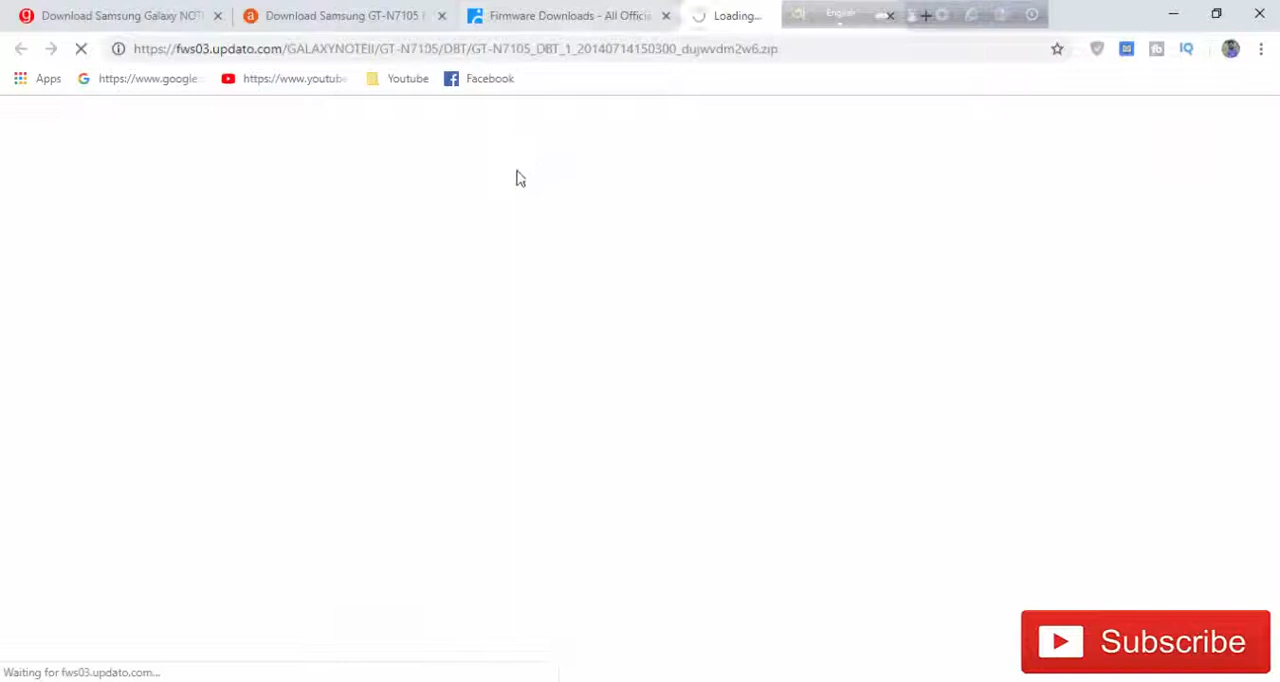 Download Samsung Galaxy NOTE
Download Samsung GT-N7105
Firmware Downloads - All Offici
Loading...
English
https://fws03.updato.com/GALAXYNOTEII/GT-N7105/DBT/GT-N7105_DBT_1_20140714150300_dujwvdm2w6.zip
Apps
https://www.google
https://www.youtube
Youtube
Facebook
Subscribe
Waiting for fws03.updato.com...